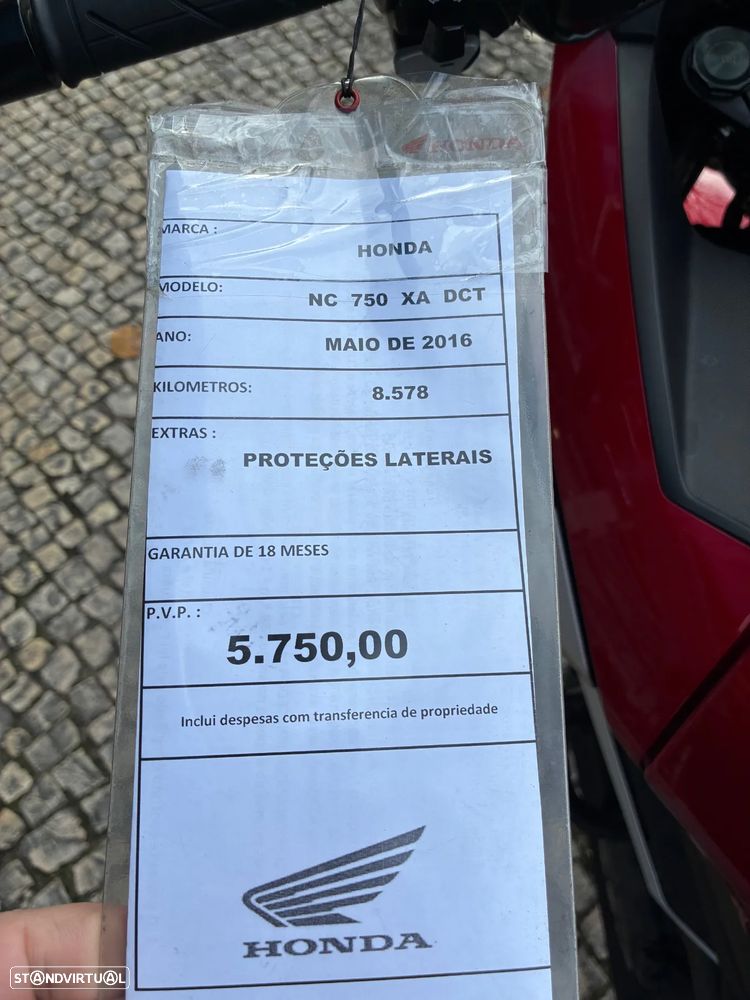 HONDA
MARCA :
HONDA
MODELO:
NC 750 XA DCT
ANO:
MAIO DE 2016
KILOMETROS:
8.578
EXTRAS :
PROTEÇÕES LATERAIS
GARANTIA DE 18 MESES
P.V.P. :
5.750,00
Inclui despesas com transferencia de propriedade
HONDA
STANDVIRTUAL